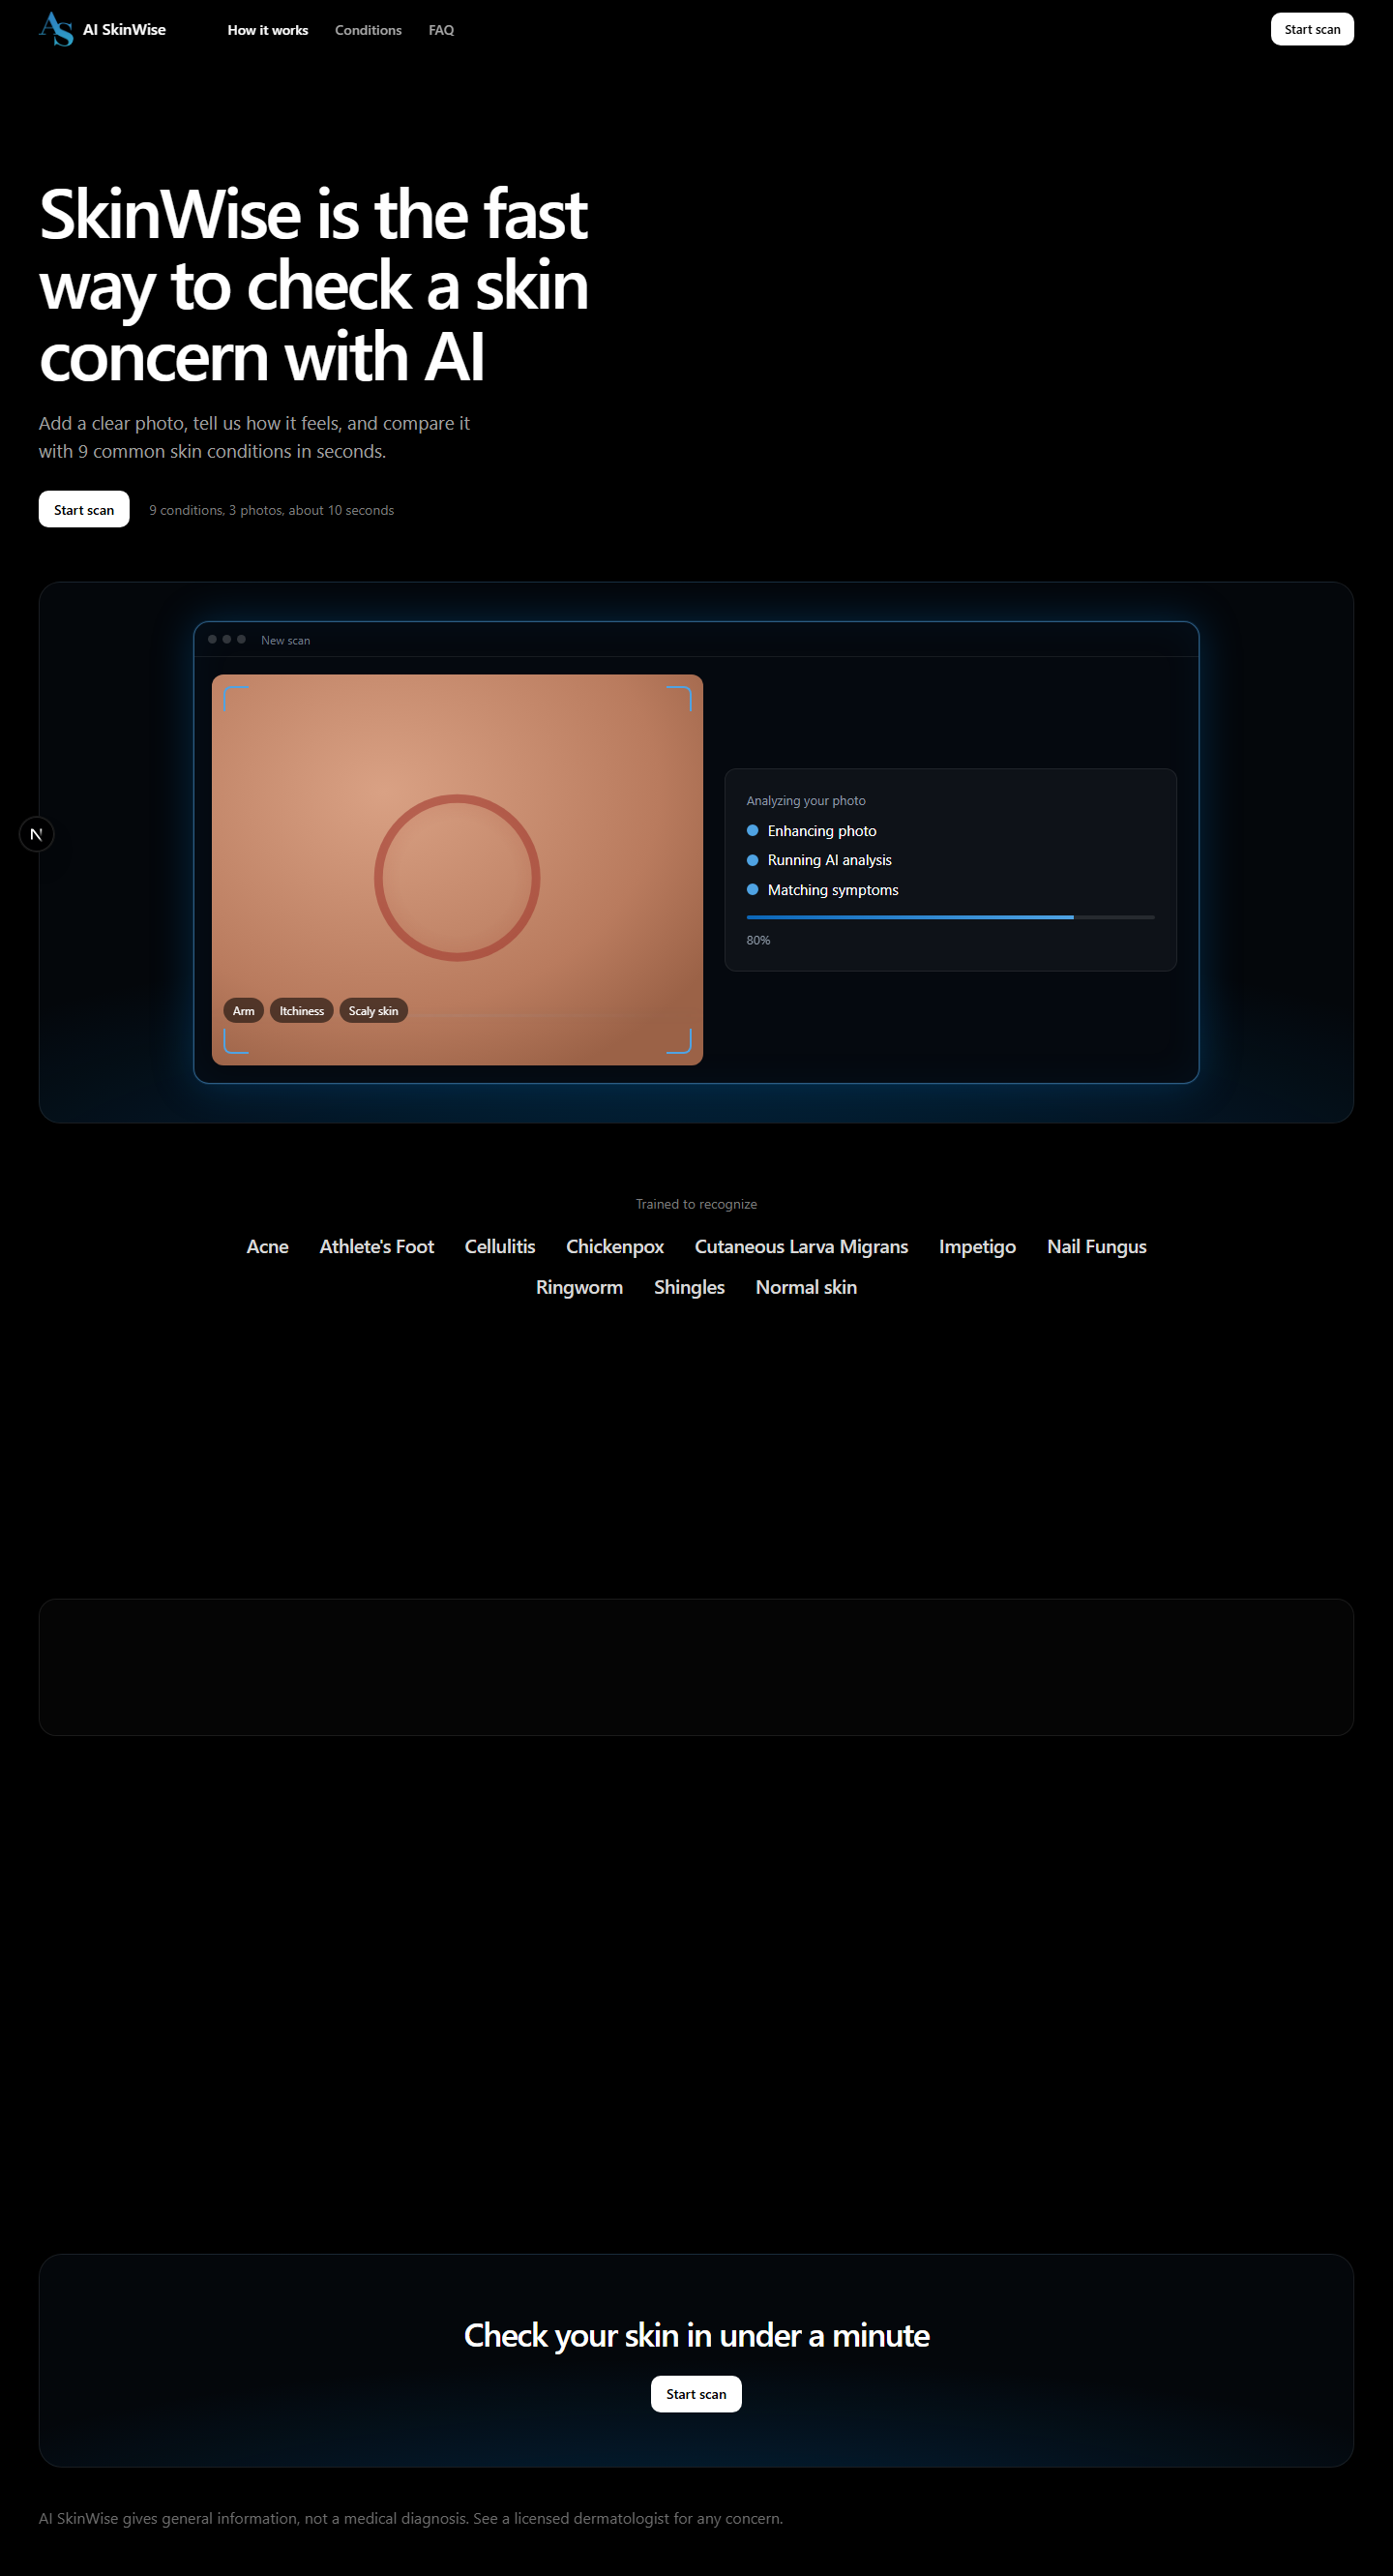 AS AI SkinWise How it works Conditions FAQ Start scan
SkinWise is the fast
way to check a skin
concern with AI
Add a clear photo, tell us how it feels, and compare it
with 9 common skin conditions in seconds.
Start scan 9 conditions, 3 photos, about 10 seconds
New scan
Analyzing your photo
Enhancing photo
Running AI analysis
Matching symptoms
80%
Arm Itchiness Scaly skin
N
Trained to recognize
Acne Athlete's Foot Cellulitis Chickenpox Cutaneous Larva Migrans Impetigo Nail Fungus
Ringworm Shingles Normal skin
Check your skin in under a minute
Start scan
AI SkinWise gives general information, not a medical diagnosis. See a licensed dermatologist for any concern.